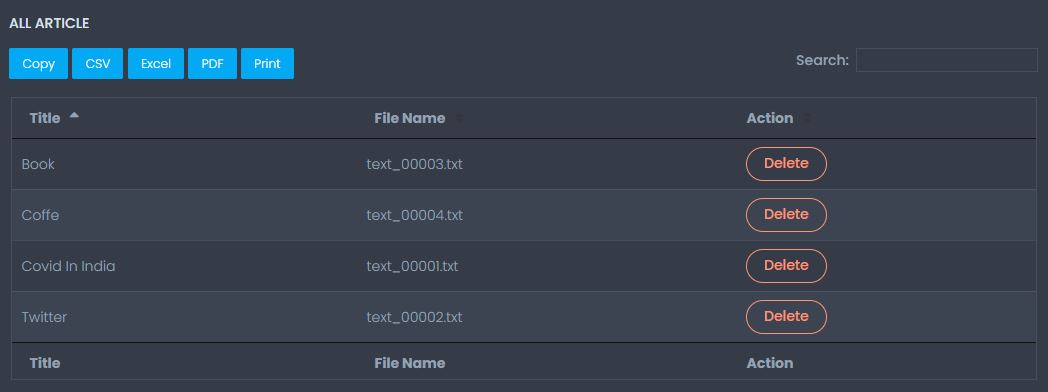 ALL ARTICLE
Copy CSV Excel PDF Print Search:
Title File Name Action
Book text_00003.txt Delete
Coffe text_00004.txt Delete
Covid In India text_00001.txt Delete
Twitter text_00002.txt Delete
Title File Name Action